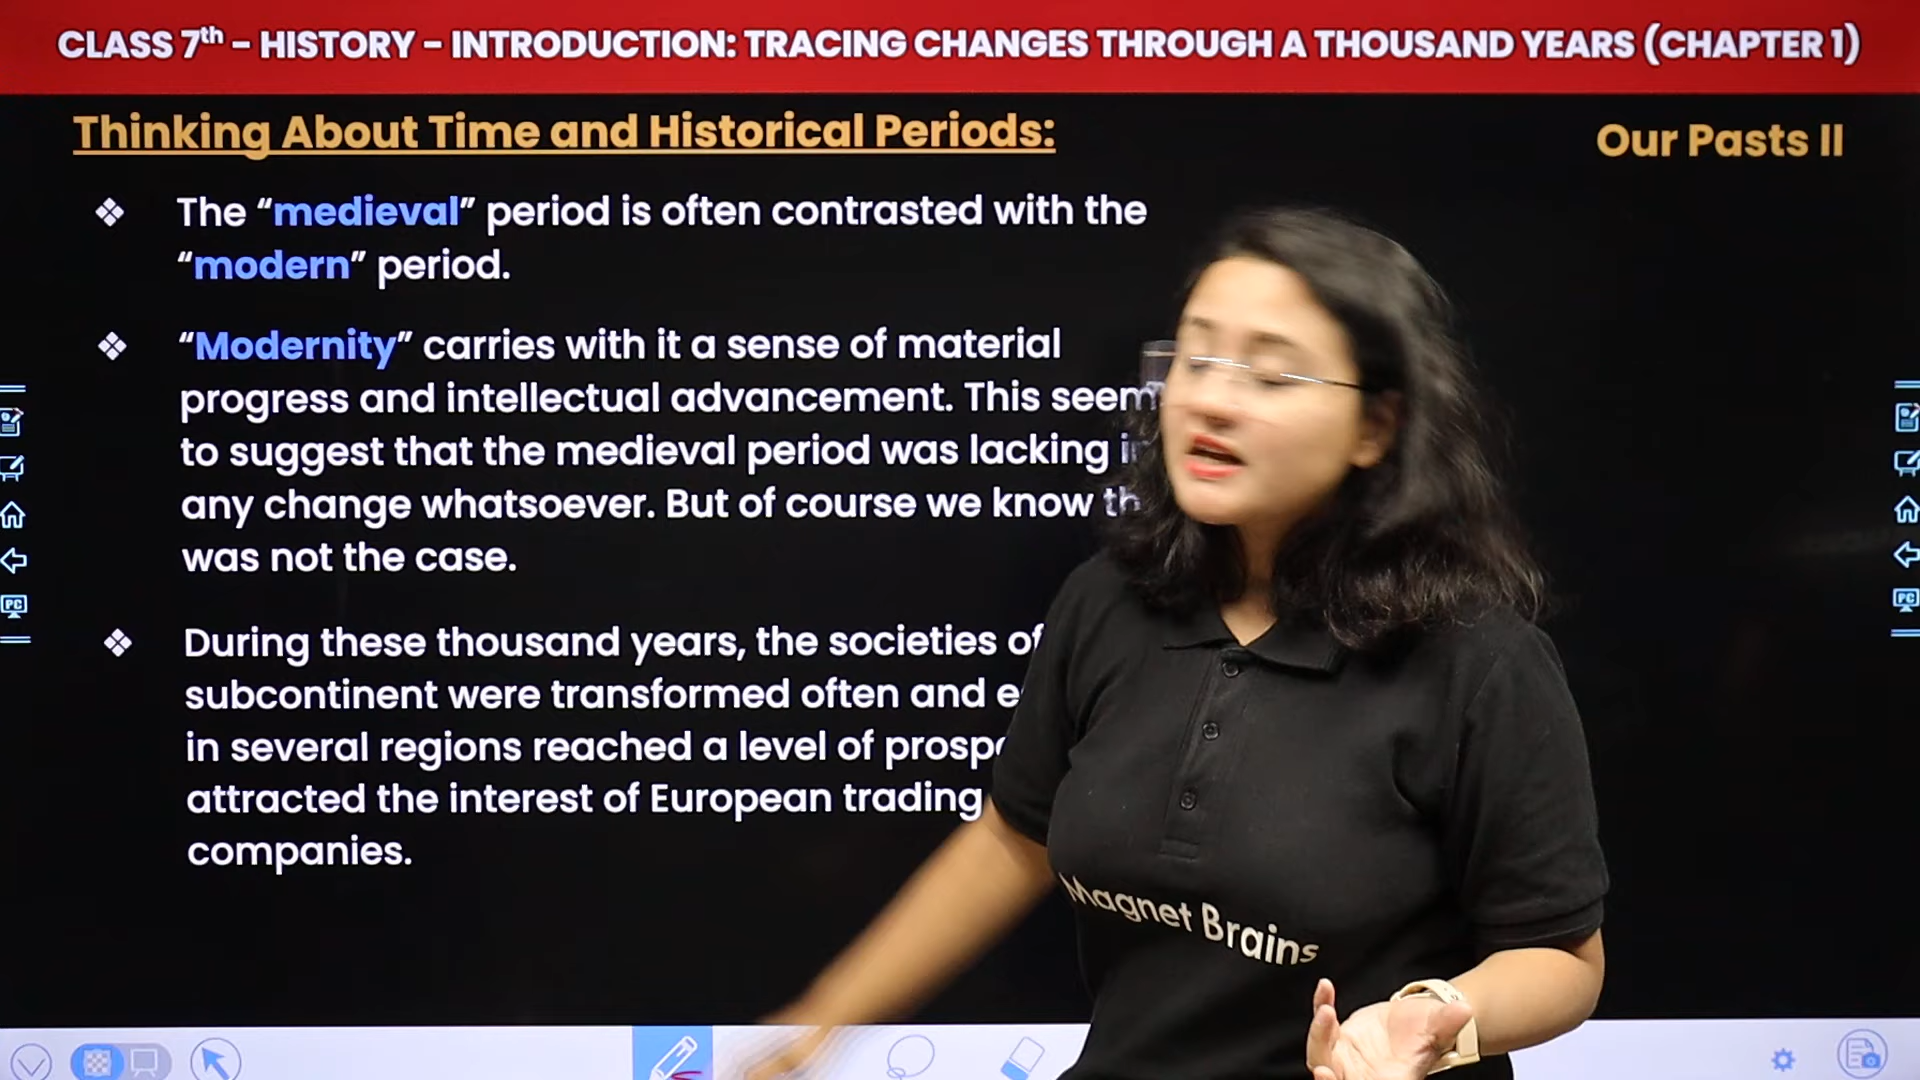 CLASS 7th – HISTORY – INTRODUCTION: TRACING CHANGES THROUGH A THOUSAND YEARS (CHAPTER 1)
Thinking About Time and Historical Periods:
Our Pasts II
❖ The “medieval” period is often contrasted with the
“modern” period.
❖ “Modernity” carries with it a sense of material
progress and intellectual advancement. This
to suggest that the medieval period was lacking
any change whatsoever. But of course we know
was not the case.
❖ During these thousand years, the societies of
subcontinent were transformed often and
in several regions reached a level of
attracted the interest of European trading
companies.
Magnet Brains
PC
PC